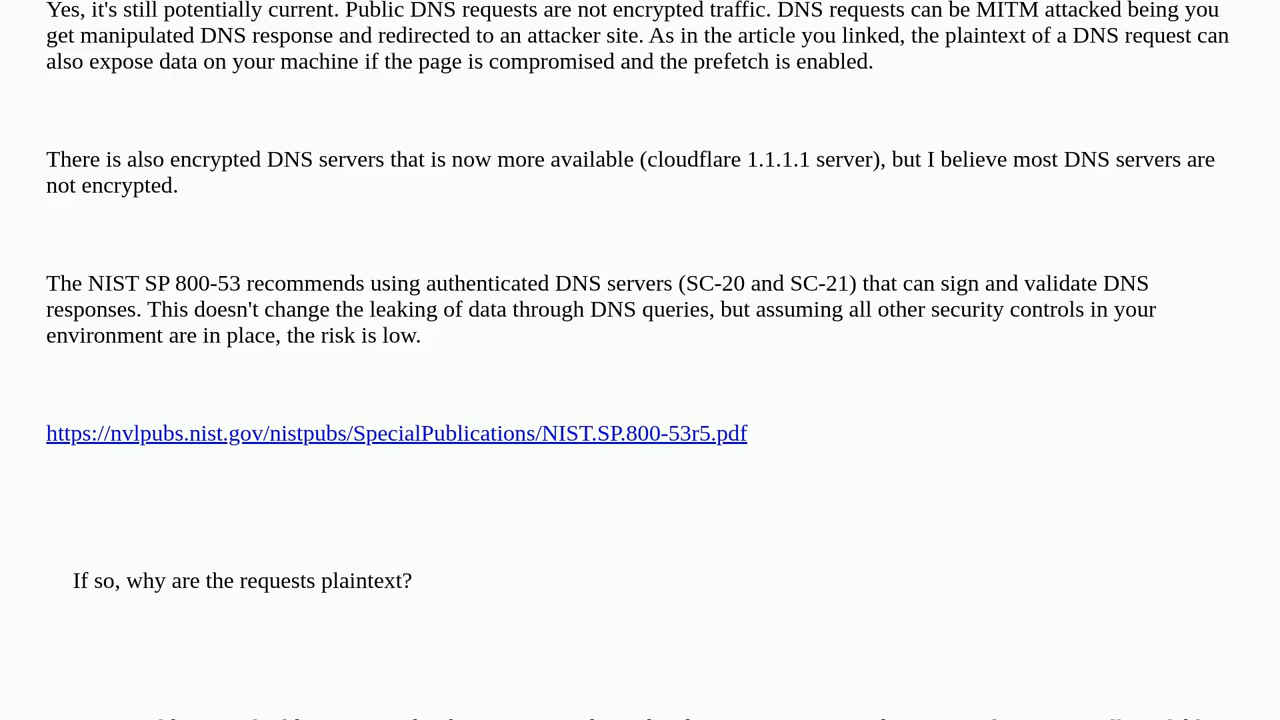 Yes, it's still potentially current. Public DNS requests are not encrypted traffic. DNS requests can be MITM attacked being you
get manipulated DNS response and redirected to an attacker site. As in the article you linked, the plaintext of a DNS request can
also expose data on your machine if the page is compromised and the prefetch is enabled.
There is also encrypted DNS servers that is now more available (cloudflare 1.1.1.1 server), but I believe most DNS servers are
not encrypted.
The NIST SP 800-53 recommends using authenticated DNS servers (SC-20 and SC-21) that can sign and validate DNS
responses. This doesn't change the leaking of data through DNS queries, but assuming all other security controls in your
environment are in place, the risk is low.
https://nvlpubs.nist.gov/nistpubs/SpecialPublications/NIST.SP.800-53r5.pdf
If so, why are the requests plaintext?